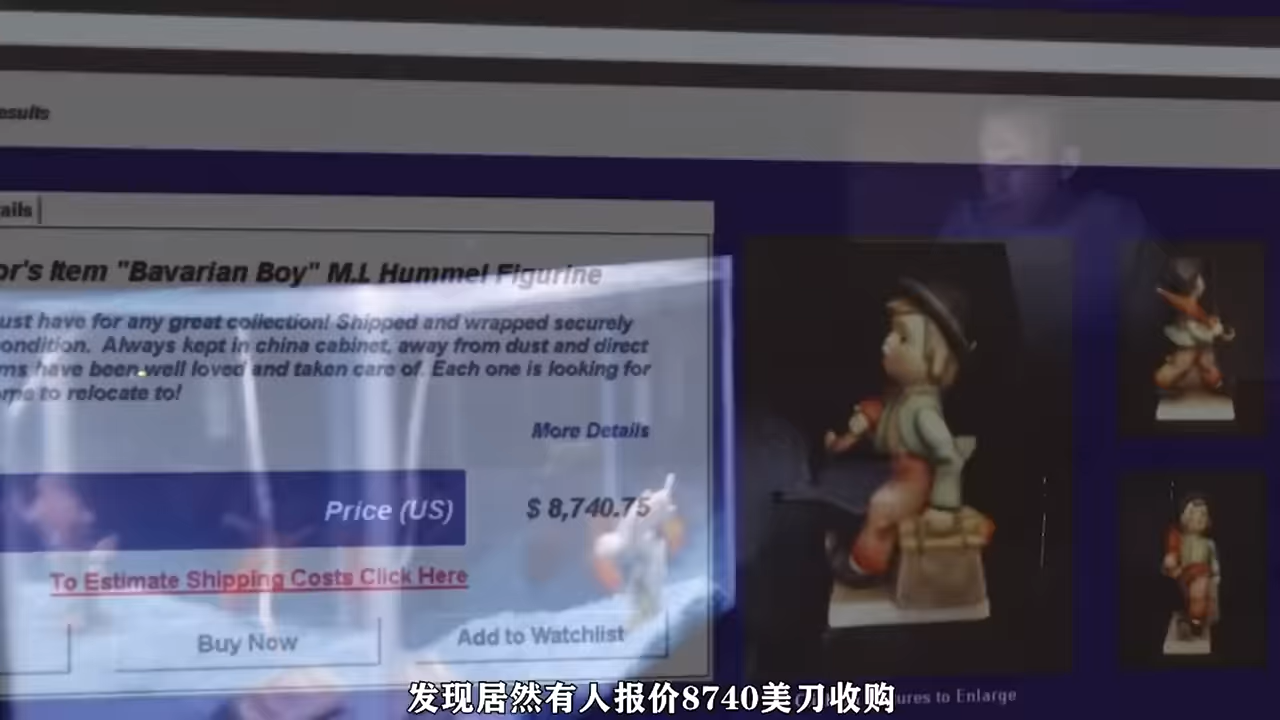 esults
ails
or's Item "Bavarian Boy" M.I. Hummel Figurine
ust have for any great collection! Shipped and wrapped securely
ondition. Always kept in china cabinet, away from dust and direct
ms have been well loved and taken care of. Each one is looking for
ome to relocate to!
More Details
Price (US)
$ 8,740.75
To Estimate Shipping Costs Click Here
Buy Now
Add to Watchlist
ures to Enlarge
发现居然有人报价8740美刀收购